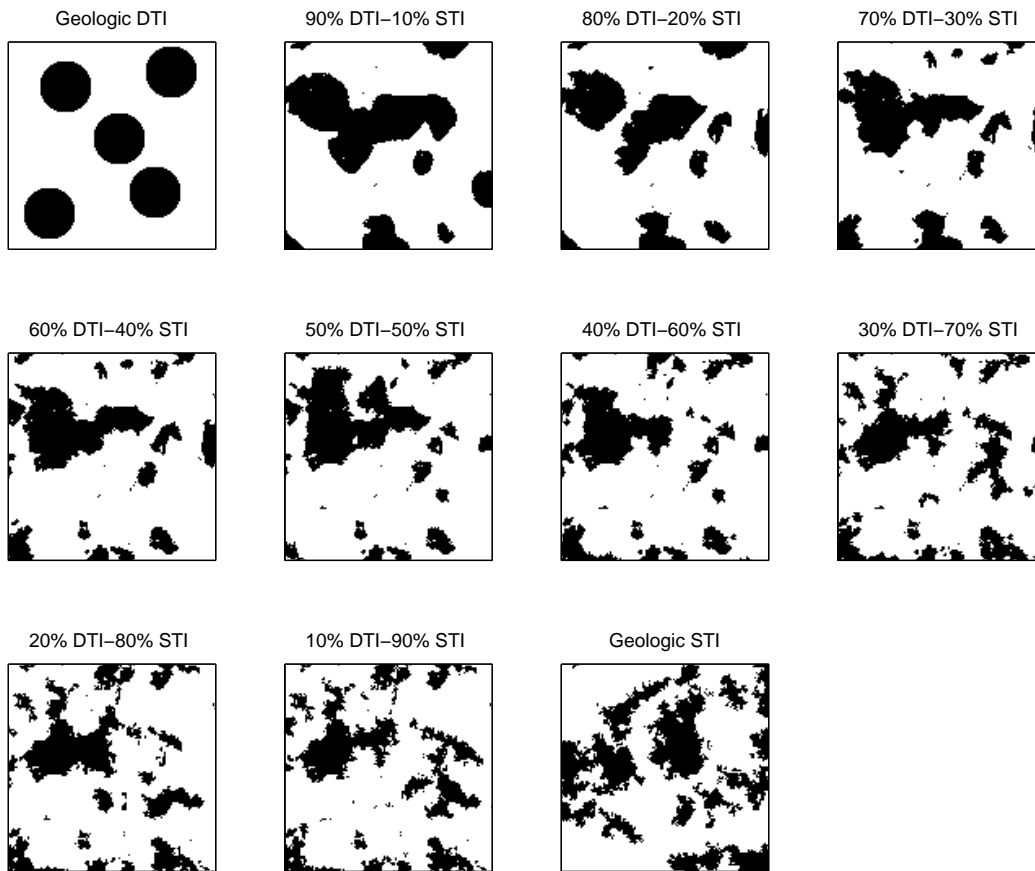 Geologic DTI
90% DTI−10% STI
80% DTI−20% STI
70% DTI−30% STI
60% DTI−40% STI
50% DTI−50% STI
40% DTI−60% STI
30% DTI−70% STI
20% DTI−80% STI
10% DTI−90% STI
Geologic STI